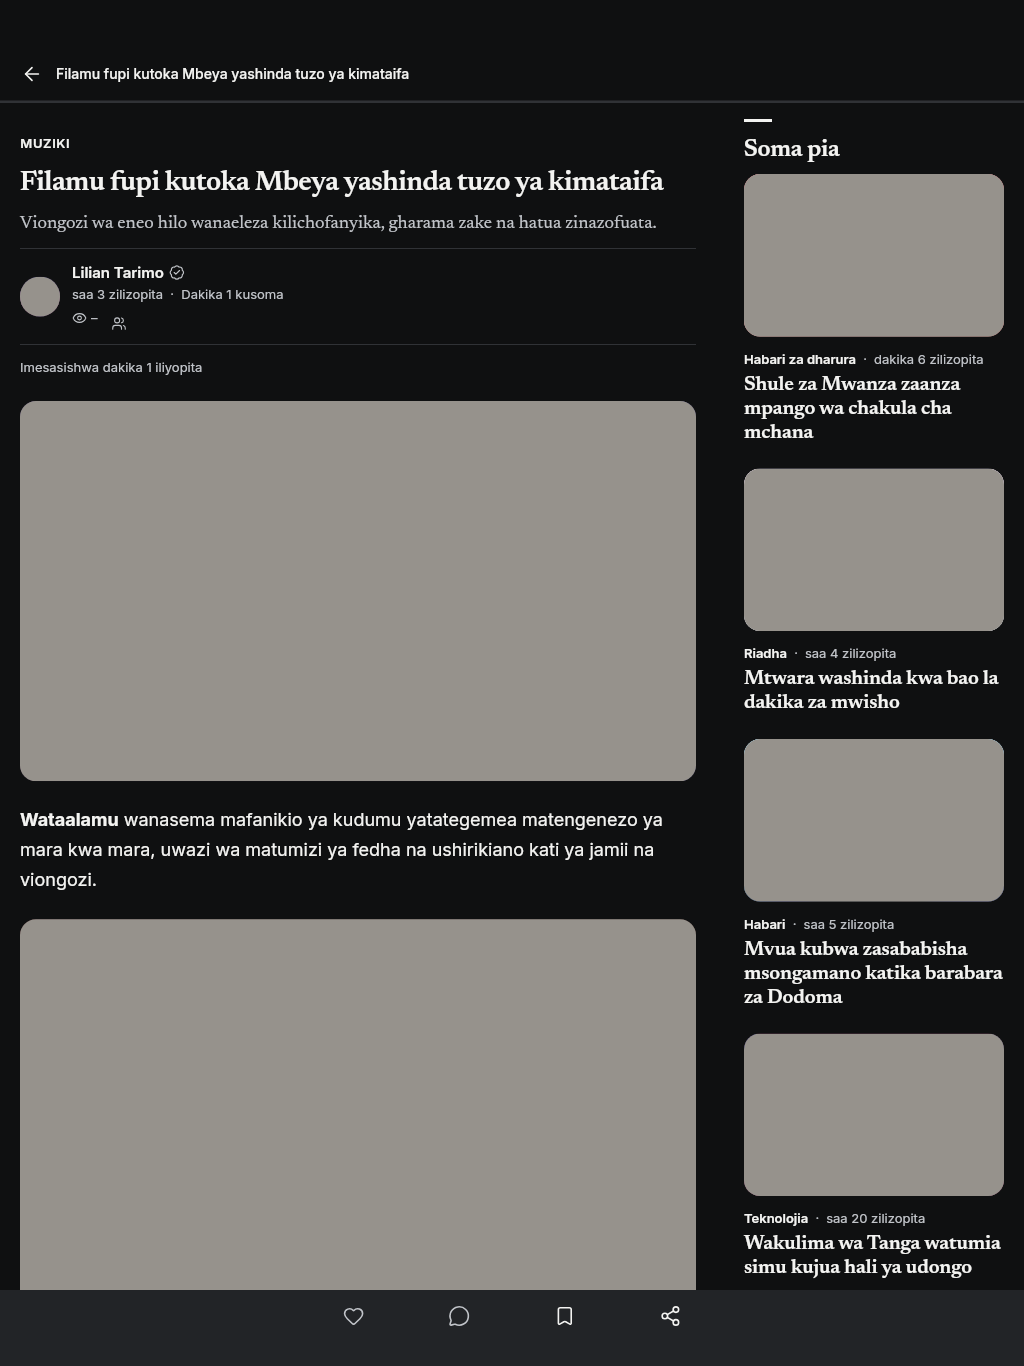 Filamu fupi kutoka Mbeya yashinda tuzo ya kimataifa
MUZIKI
Filamu fupi kutoka Mbeya yashinda tuzo ya kimataifa
Viongozi wa eneo hilo wanaeleza kilichofanyika, gharama zake na hatua zinazofuata.
Lilian Tarimo
saa 3 zilizopita · Dakika 1 kusoma
–
Imesasishwa dakika 1 iliyopita
Wataalamu wanasema mafanikio ya kudumu yatategemea matengenezo ya
mara kwa mara, uwazi wa matumizi ya fedha na ushirikiano kati ya jamii na
viongozi.
Soma pia
Habari za dharura · dakika 6 zilizopita
Shule za Mwanza zaanza
mpango wa chakula cha
mchana
Riadha · saa 4 zilizopita
Mtwara washinda kwa bao la
dakika za mwisho
Habari · saa 5 zilizopita
Mvua kubwa zasababisha
msongamano katika barabara
za Dodoma
Teknolojia · saa 20 zilizopita
Wakulima wa Tanga watumia
simu kujua hali ya udongo